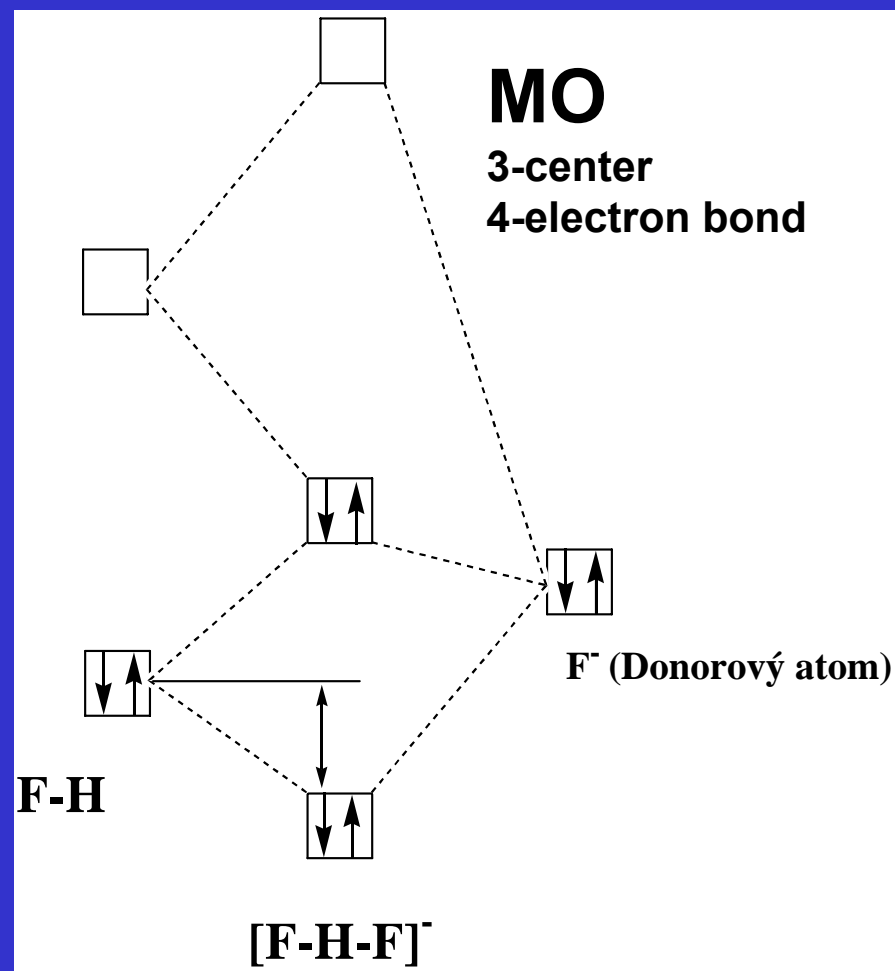 MO
3-center
4-electron bond
F⁻ (Donorový atom)
F-H
[F-H-F]⁻